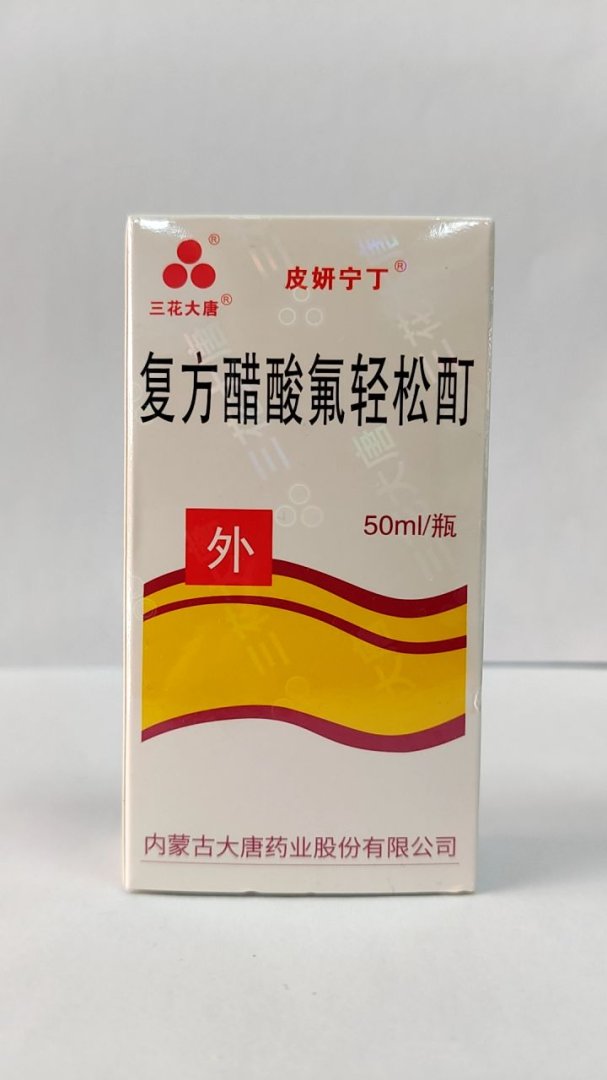 三花大唐®
皮妍宁丁®
复方醋酸氟轻松酊
50ml/瓶
外
内蒙古大唐药业股份有限公司